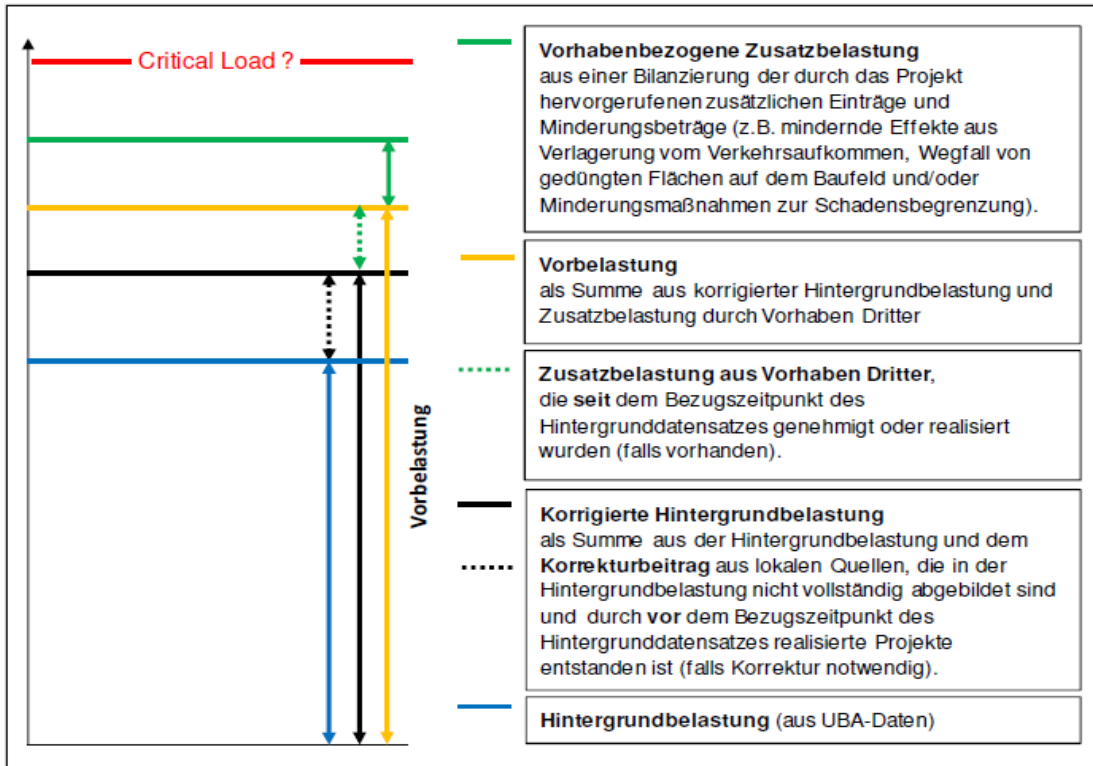 Critical Load ?
Vorbelastung
Vorhabenbezogene Zusatzbelastung
aus einer Bilanzierung der durch das Projekt
hervorgerufenen zusätzlichen Einträge und
Minderungsbeträge (z.B. mindernde Effekte aus
Verlagerung vom Verkehrsaufkommen, Wegfall von
gedüngten Flächen auf dem Baufeld und/oder
Minderungsmaßnahmen zur Schadensbegrenzung).
Vorbelastung
als Summe aus korrigierter Hintergrundbelastung und
Zusatzbelastung durch Vorhaben Dritter
Zusatzbelastung aus Vorhaben Dritter,
die seit dem Bezugszeitpunkt des
Hintergrunddatensatzes genehmigt oder realisiert
wurden (falls vorhanden).
Korrigierte Hintergrundbelastung
als Summe aus der Hintergrundbelastung und dem
Korrekturbeitrag aus lokalen Quellen, die in der
Hintergrundbelastung nicht vollständig abgebildet sind
und durch vor dem Bezugszeitpunkt des
Hintergrunddatensatzes realisierte Projekte
entstanden ist (falls Korrektur notwendig).
Hintergrundbelastung (aus UBA-Daten)